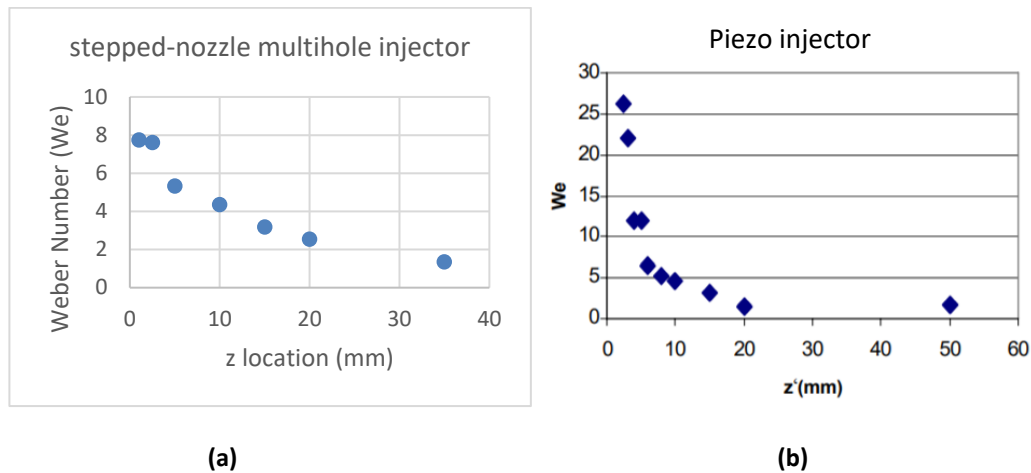 stepped-nozzle multihole injector
Weber Number (We)
10
8
6
4
2
0
0 10 20 30 40
z location (mm)
(a)
Piezo injector
We
30
25
20
15
10
5
0
0 10 20 30 40 50 60
z‘(mm)
(b)